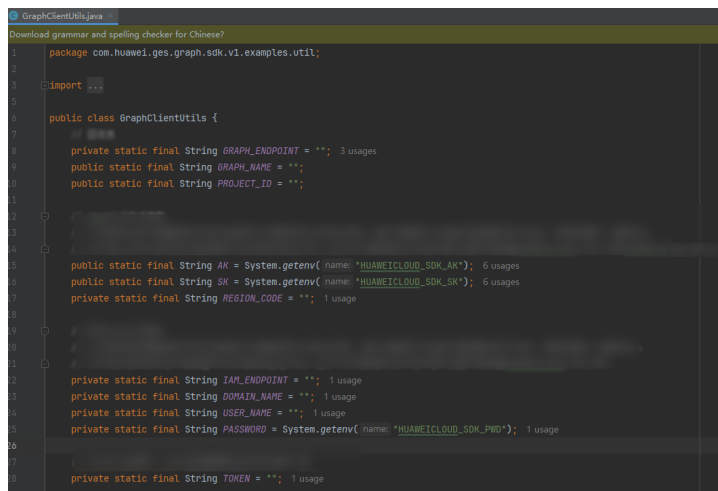 GraphClientUtils.java
Download grammar and spelling checker for Chinese?
1 package com.huawei.ges.graph.sdk.v1.examples.util;
2
3 import ...
5
6 public class GraphClientUtils {
7 //
8 private static final String GRAPH_ENDPOINT = ""; 3 usages
9 public static final String GRAPH_NAME = "";
10 public static final String PROJECT_ID = "";
11
12
13
14
15 public static final String AK = System.getenv( name: "HUAWEICLOUD_SDK_AK"); 6 usages
16 public static final String SK = System.getenv( name: "HUAWEICLOUD_SDK_SK"); 6 usages
17 private static final String REGION_CODE = ""; 1 usage
18
19
20
21
22 private static final String IAM_ENDPOINT = ""; 1 usage
23 private static final String DOMAIN_NAME = ""; 1 usage
24 private static final String USER_NAME = ""; 1 usage
25 private static final String PASSWORD = System.getenv( name: "HUAWEICLOUD_SDK_PWD"); 1 usage
26
27
28 private static final String TOKEN = ""; 1 usage